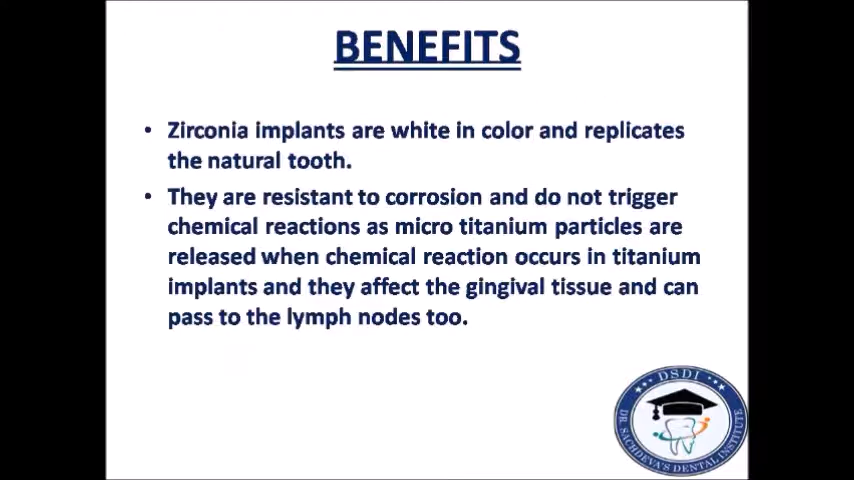 BENEFITS
• Zirconia implants are white in color and replicates
the natural tooth.
• They are resistant to corrosion and do not trigger
chemical reactions as micro titanium particles are
released when chemical reaction occurs in titanium
implants and they affect the gingival tissue and can
pass to the lymph nodes too.
DSDI
DR. SACHDEVA'S DENTAL INSTITUTE